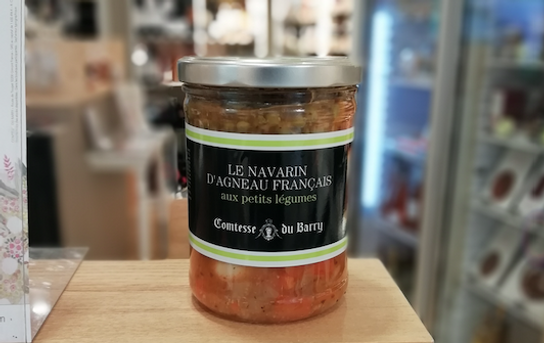 LE NAVARIN
D'AGNEAU FRANÇAIS
aux petits légumes
Comtesse du Barry